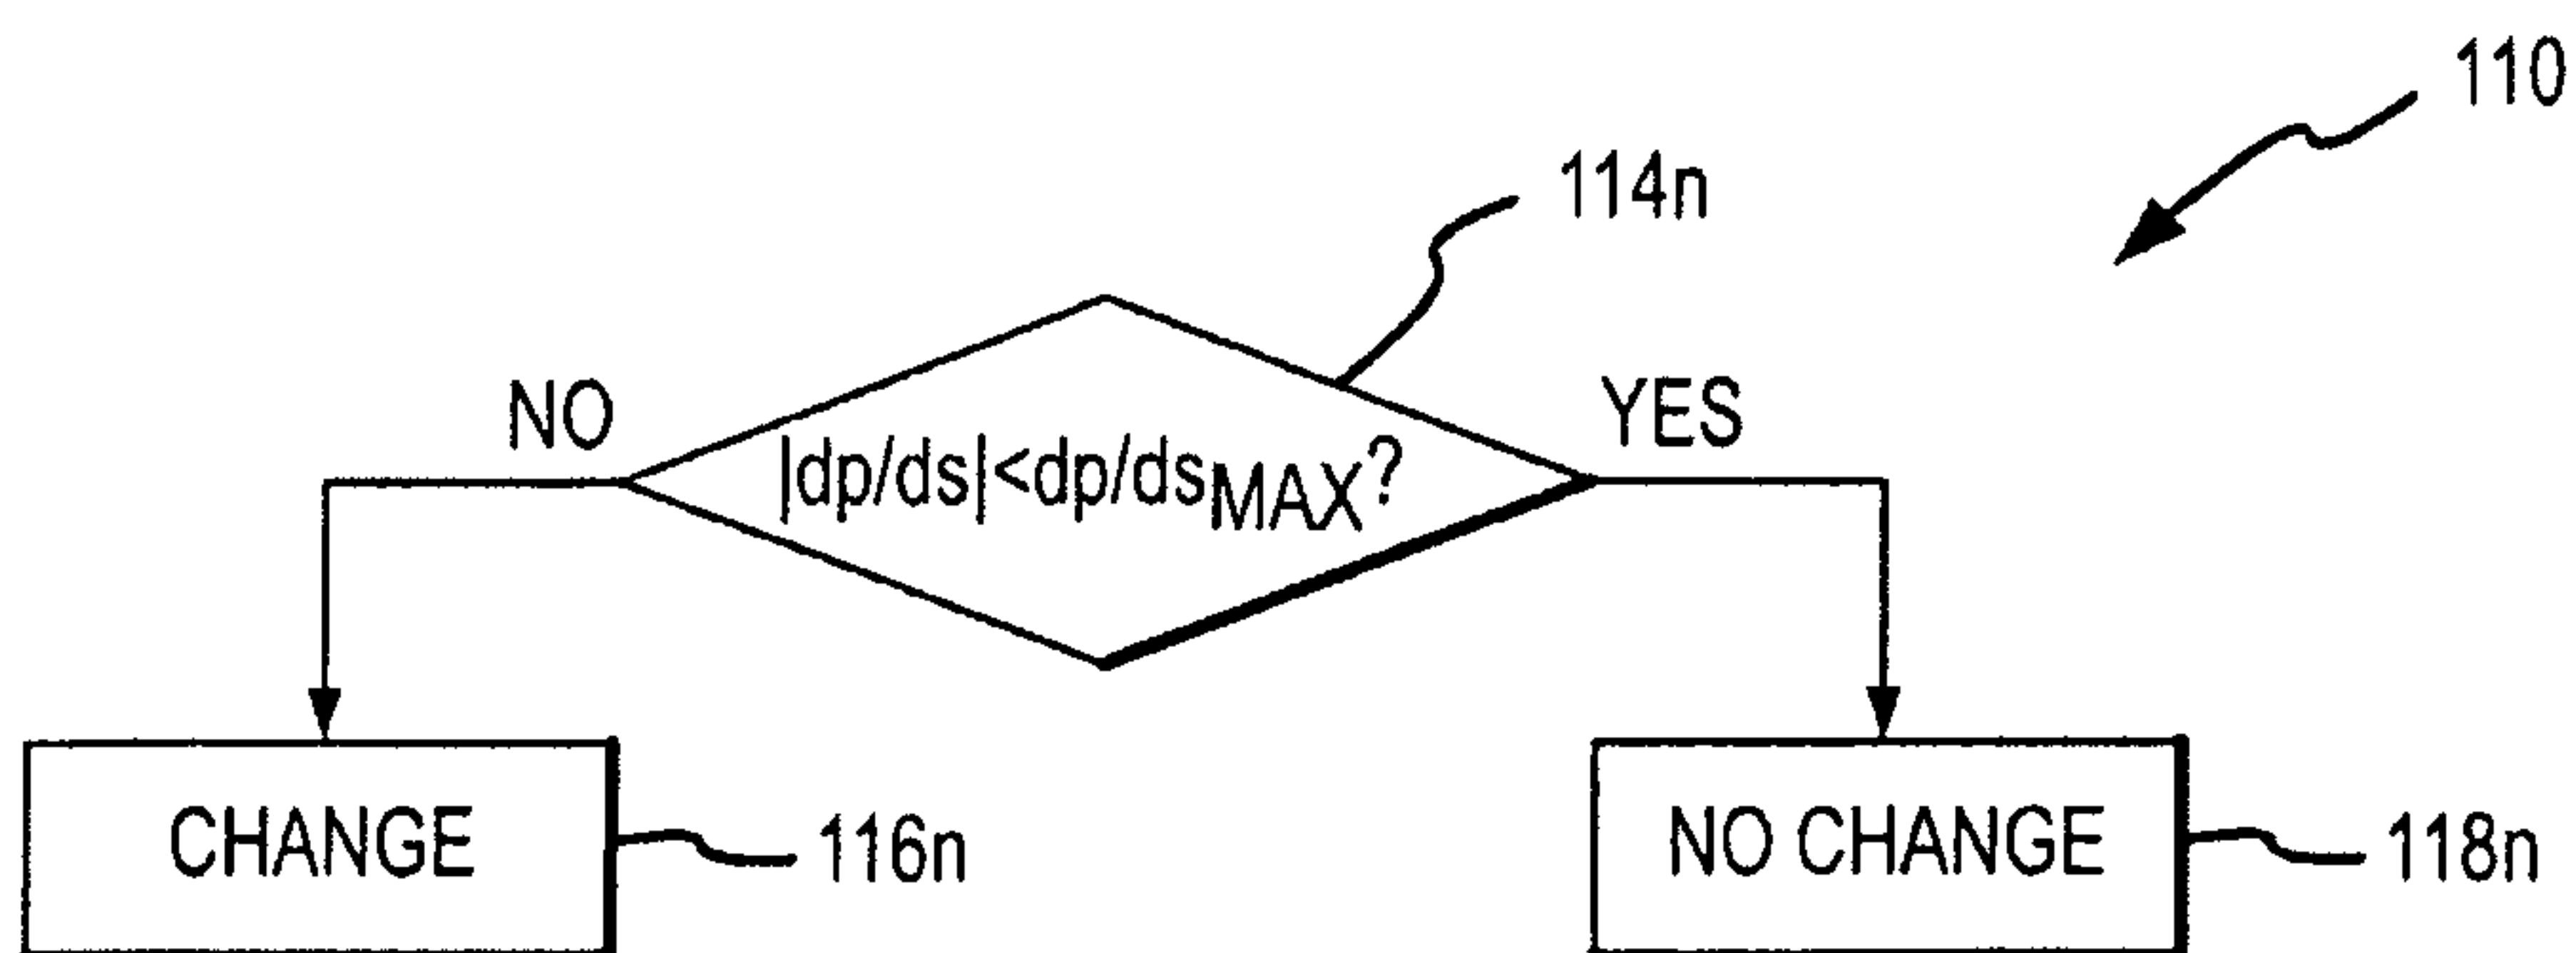 110
114n
NO
|dp/ds|<dp/dsMAX?
YES
CHANGE
116n
NO CHANGE
118n